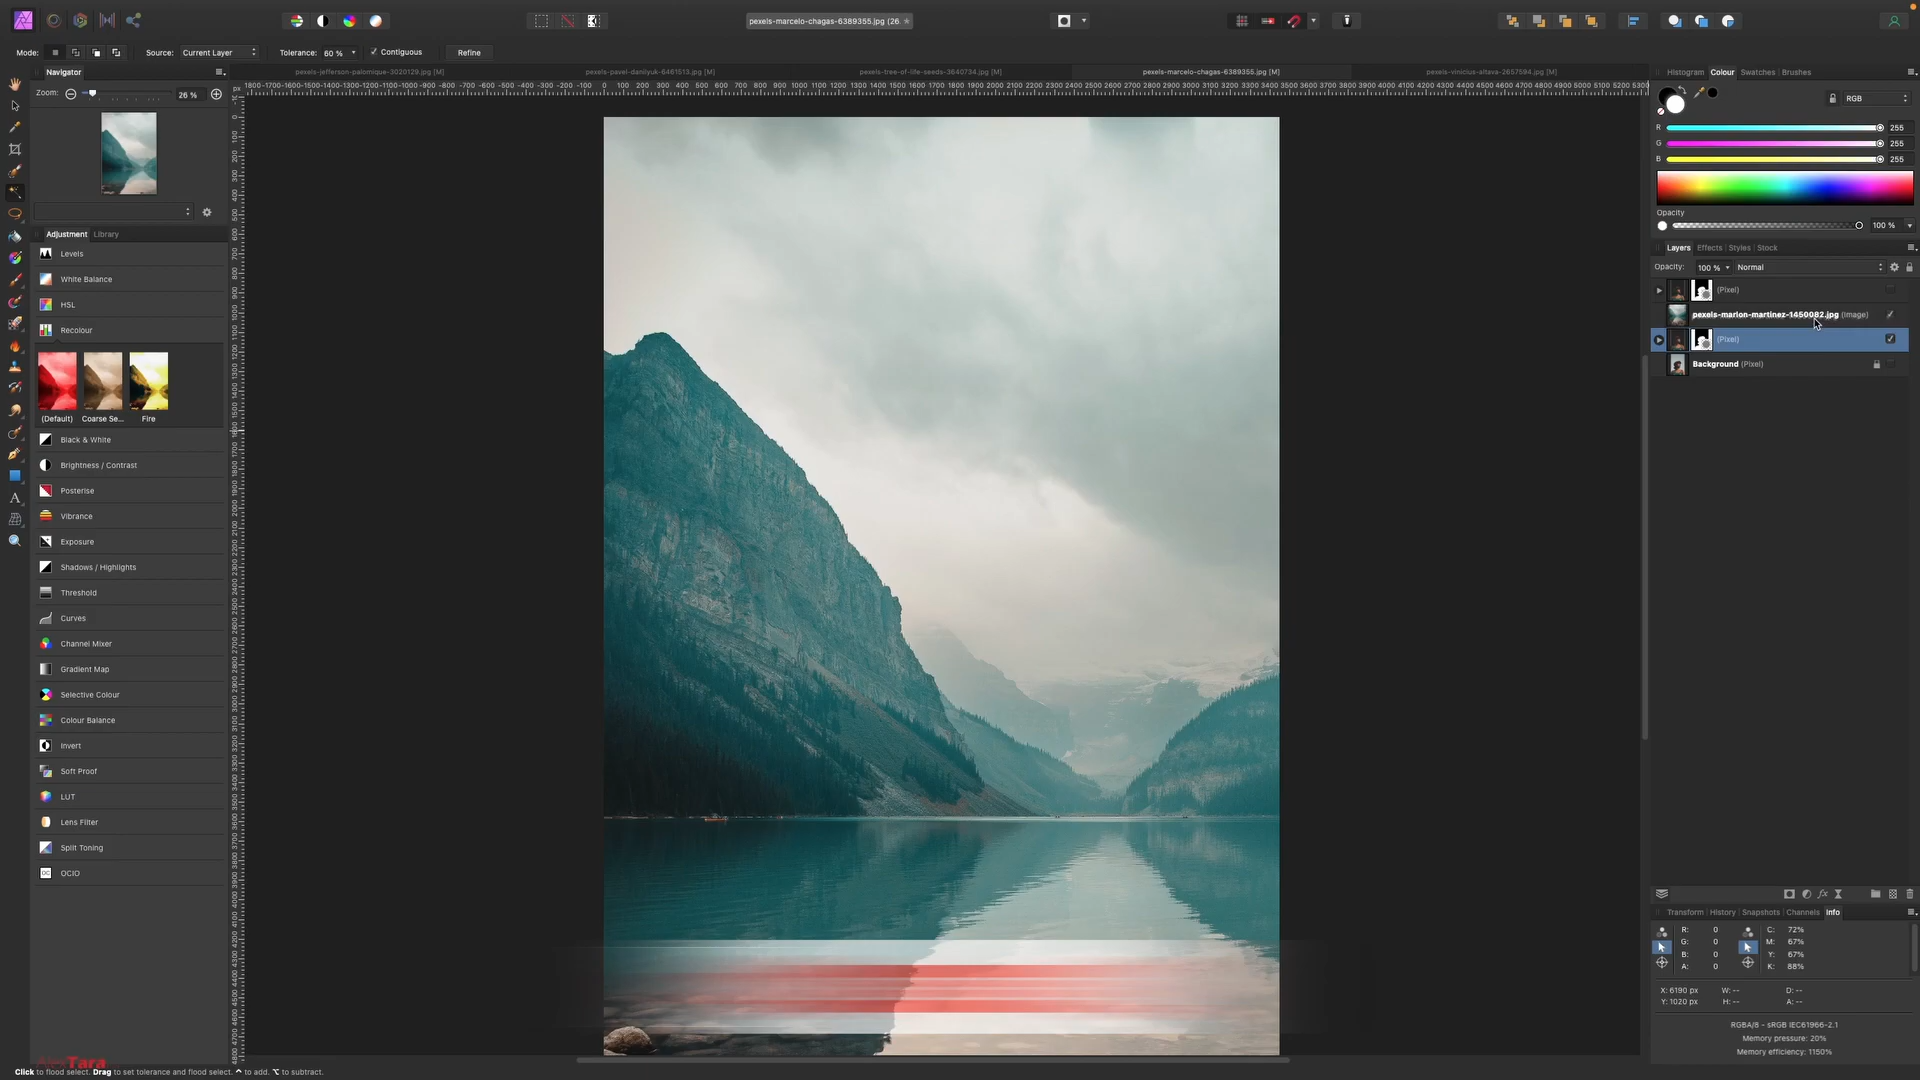 pexels-marcelo-chagas-6389355.jpg (26.
Mode:
Source: Current Layer
Tolerance: 60 %
Contiguous
Refine
Navigator
pexels-jefferson-palomique-3020129.jpg [M]
pexels-pavel-danilyuk-6461513.jpg [M]
pexels-tree-of-life-seeds-3640734.jpg [M]
pexels-marcelo-chagas-6389355.jpg [M]
pexels-vinicius-altava-2657594.jpg [M]
Histogram Colour Swatches Brushes
Zoom: 26 %
px
RGB
R 255
G 255
B 255
Opacity
100 %
Adjustment Library
Levels
White Balance
HSL
Recolour
(Default) Coarse Se... Fire
Black & White
Brightness / Contrast
Posterise
Vibrance
Exposure
Shadows / Highlights
Threshold
Curves
Channel Mixer
Gradient Map
Selective Colour
Colour Balance
Invert
Soft Proof
LUT
Lens Filter
Split Toning
OCIO
Layers Effects Styles Stock
Opacity: 100 % Normal
(Pixel)
pexels-marlon-martinez-1450082.jpg (Image)
(Pixel)
Background (Pixel)
Transform History Snapshots Channels Info
R: 0 C: 72%
G: 0 M: 67%
B: 0 Y: 67%
A: 0 K: 88%
X: 6190 px W: -- D: --
Y: 1020 px H: -- A: --
RGBA/8 - sRGB IEC61966-2.1
Memory pressure: 20%
Memory efficiency: 1150%
Click to flood select. Drag to set tolerance and flood select. ^ to add. ⌥ to subtract.